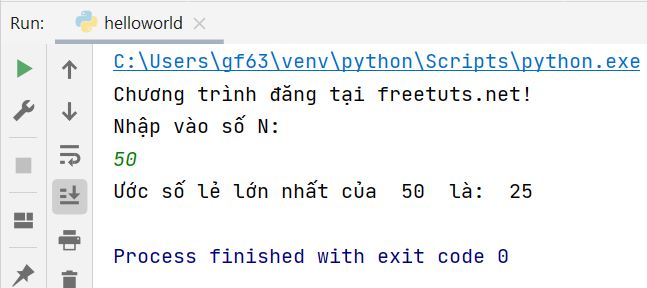 Run: helloworld
C:\Users\gf63\venv\python\Scripts\python.exe
Chương trình đăng tại freetuts.net!
Nhập vào số N:
50
Ước số lẻ lớn nhất của  50  là:  25
Process finished with exit code 0